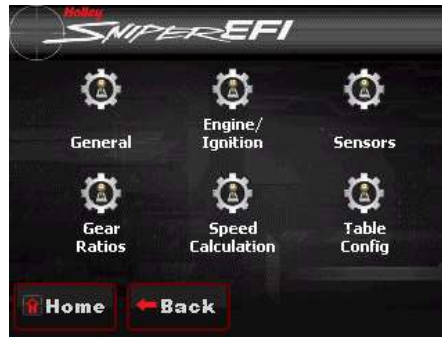 Holley
SNIPER EFI
General
Engine/
Ignition
Sensors
Gear
Ratios
Speed
Calculation
Table
Config
Home
Back